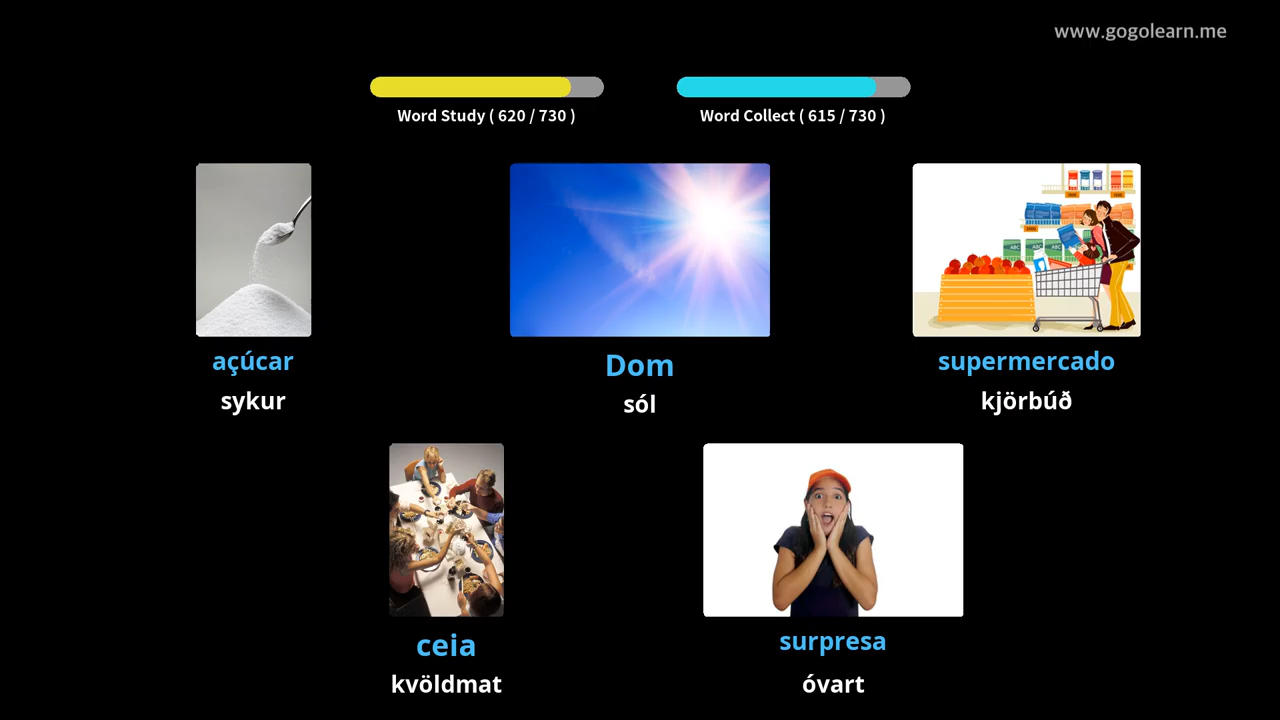 www.gogolearn.me
Word Study ( 620 / 730 )
Word Collect ( 615 / 730 )
açúcar
sykur
Dom
sól
supermercado
kjörbúð
ceia
kvöldmat
surpresa
óvart